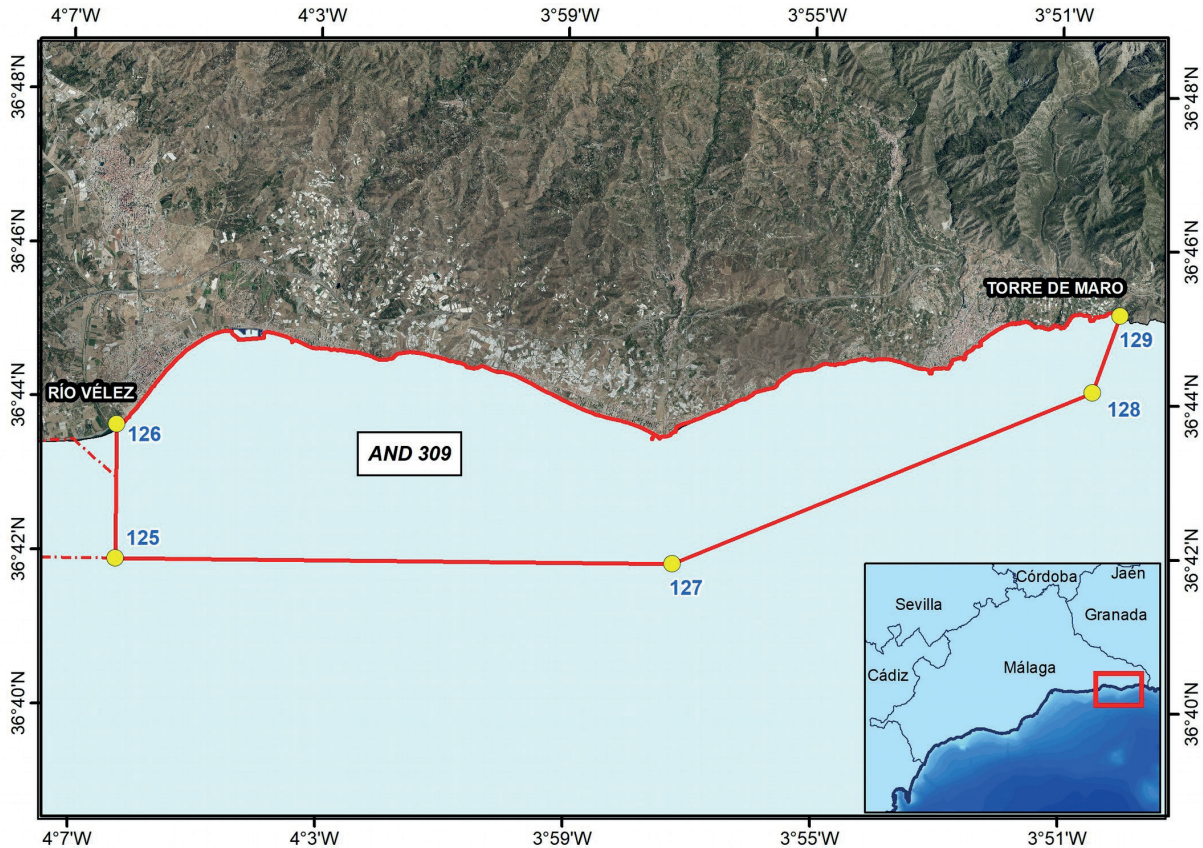 4°7'W 4°3'W 3°59'W 3°55'W 3°51'W
36°48'N 36°48'N
36°46'N 36°46'N
TORRE DE MARO
129
RÍO VÉLEZ
36°44'N 36°44'N
128
126
AND 309
125
36°42'N 36°42'N
127
Córdoba Jaén
Sevilla
Granada
Málaga
Cádiz
36°40'N 36°40'N
4°7'W 4°3'W 3°59'W 3°55'W 3°51'W